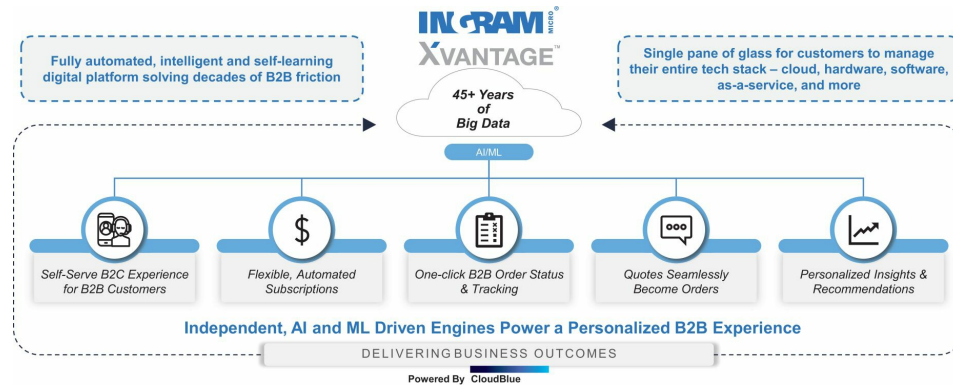 INGRAM MICRO®
XVANTAGE™
Fully automated, intelligent and self-learning
digital platform solving decades of B2B friction
Single pane of glass for customers to manage
their entire tech stack – cloud, hardware, software,
as-a-service, and more
45+ Years
of
Big Data
AI/ML
Self-Serve B2C Experience
for B2B Customers
Flexible, Automated
Subscriptions
One-click B2B Order Status
& Tracking
Quotes Seamlessly
Become Orders
Personalized Insights &
Recommendations
Independent, AI and ML Driven Engines Power a Personalized B2B Experience
DELIVERING BUSINESS OUTCOMES
Powered By CloudBlue